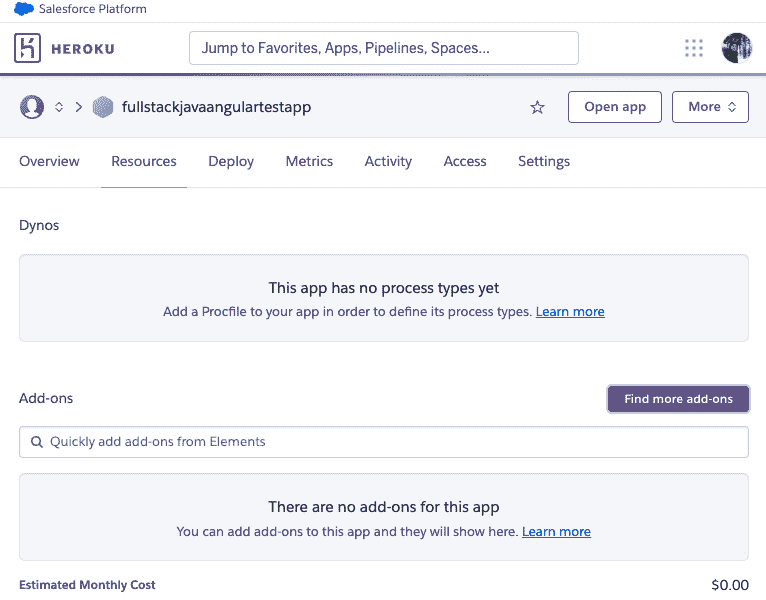 Salesforce Platform
HEROKU
Jump to Favorites, Apps, Pipelines, Spaces...
fullstackjavaangulartestapp
Open app
More
Overview
Resources
Deploy
Metrics
Activity
Access
Settings
Dynos
This app has no process types yet
Add a Procfile to your app in order to define its process types. Learn more
Add-ons
Find more add-ons
Quickly add add-ons from Elements
There are no add-ons for this app
You can add add-ons to this app and they will show here. Learn more
Estimated Monthly Cost
$0.00